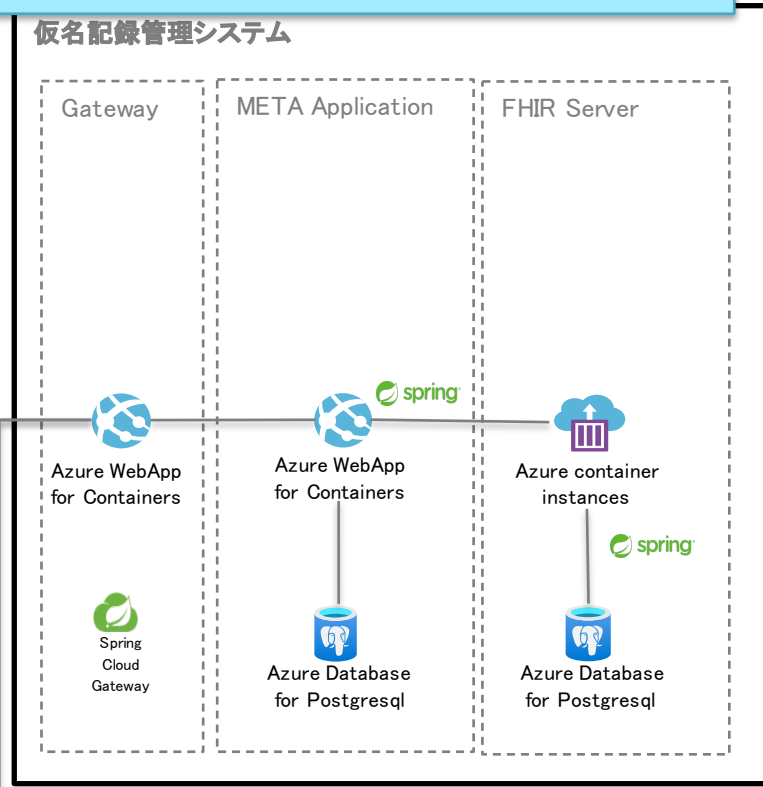 仮名記録管理システム
Gateway
META Application
FHIR Server
spring
Azure WebApp
for Containers
Azure WebApp
for Containers
Azure container
instances
spring
Spring
Cloud
Gateway
Azure Database
for Postgresql
Azure Database
for Postgresql